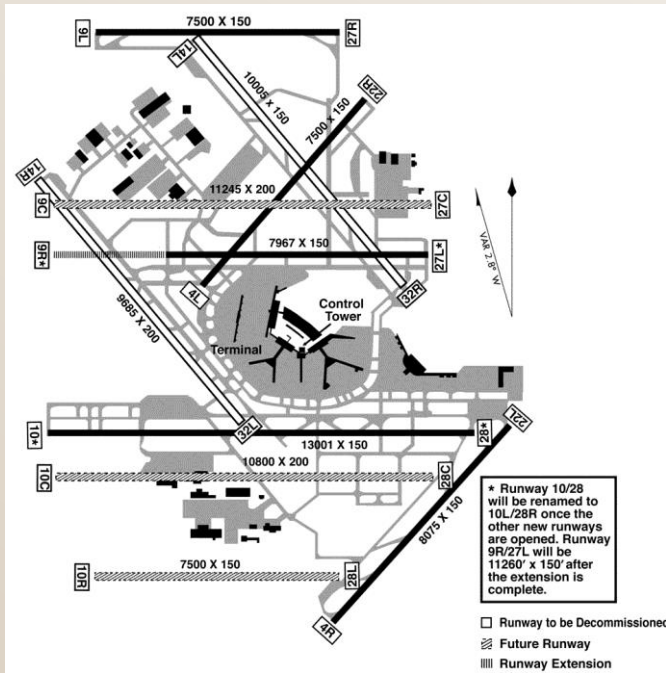 7500 X 150
9L
27R
14L
10005 x 150
22R
7500 x 150
14R
11245 X 200
9C
27C
7967 X 150
9R*
27L*
VAR 2.8° W
4L
32R
9685 x 200
Control
Tower
Terminal
22L
10*
32L
28*
13001 X 150
10800 X 200
10C
28C
8075 x 150
* Runway 10/28
will be renamed to
10L/28R once the
other new runways
are opened. Runway
9R/27L will be
11260' x 150' after
the extension is
complete.
7500 X 150
10R
28L
4R
Runway to be Decommissioned
Future Runway
Runway Extension